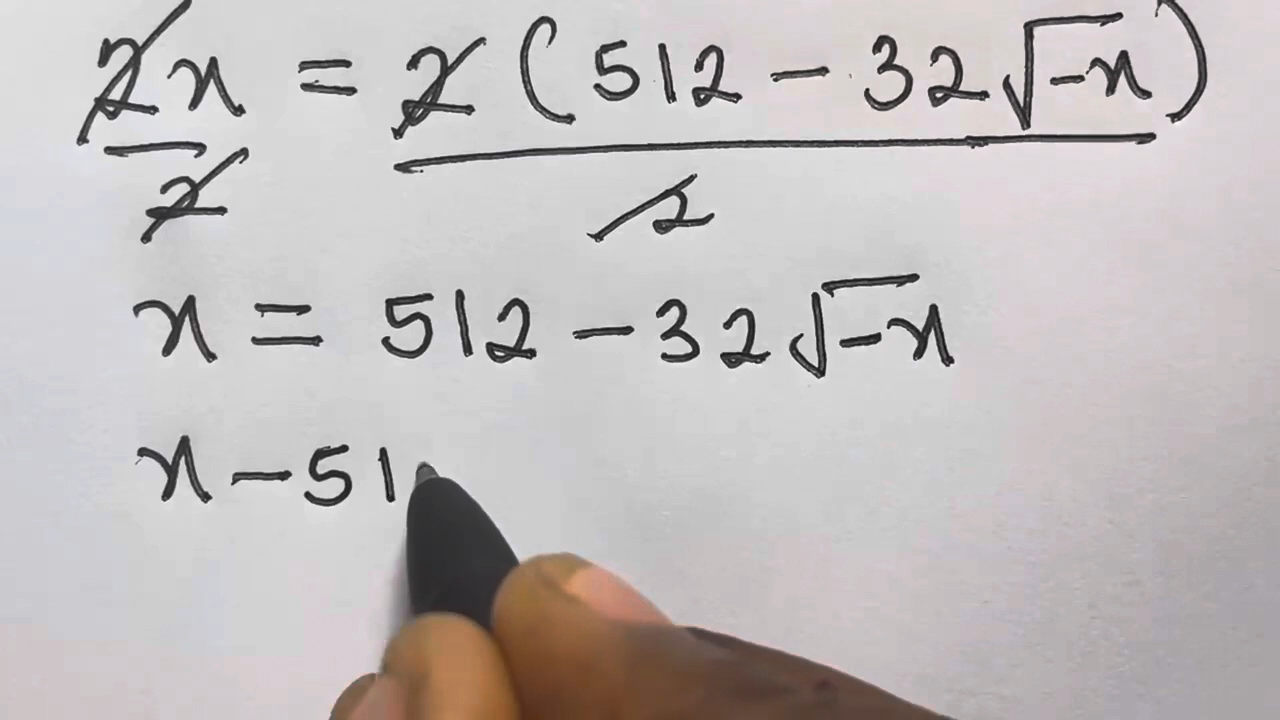 2x = 2(512 - 32√-x)
2 2
x = 512 - 32√-x
x - 51